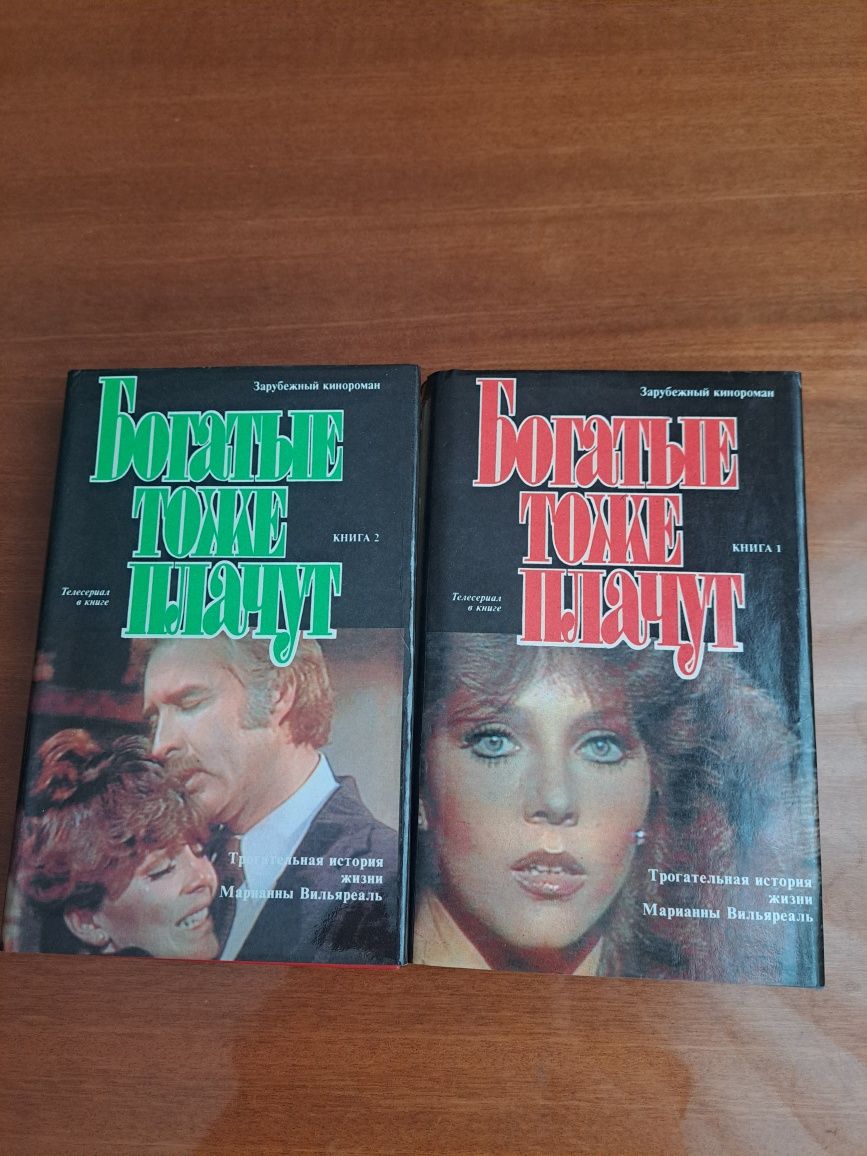 Зарубежный кинороман
Богатые
тоже
плачут
КНИГА 2
Телесериал
в книге
Трогательная история
жизни
Марианны Вильяреаль
Зарубежный кинороман
Богатые
тоже
плачут
КНИГА 1
Телесериал
в книге
Трогательная история
жизни
Марианны Вильяреаль